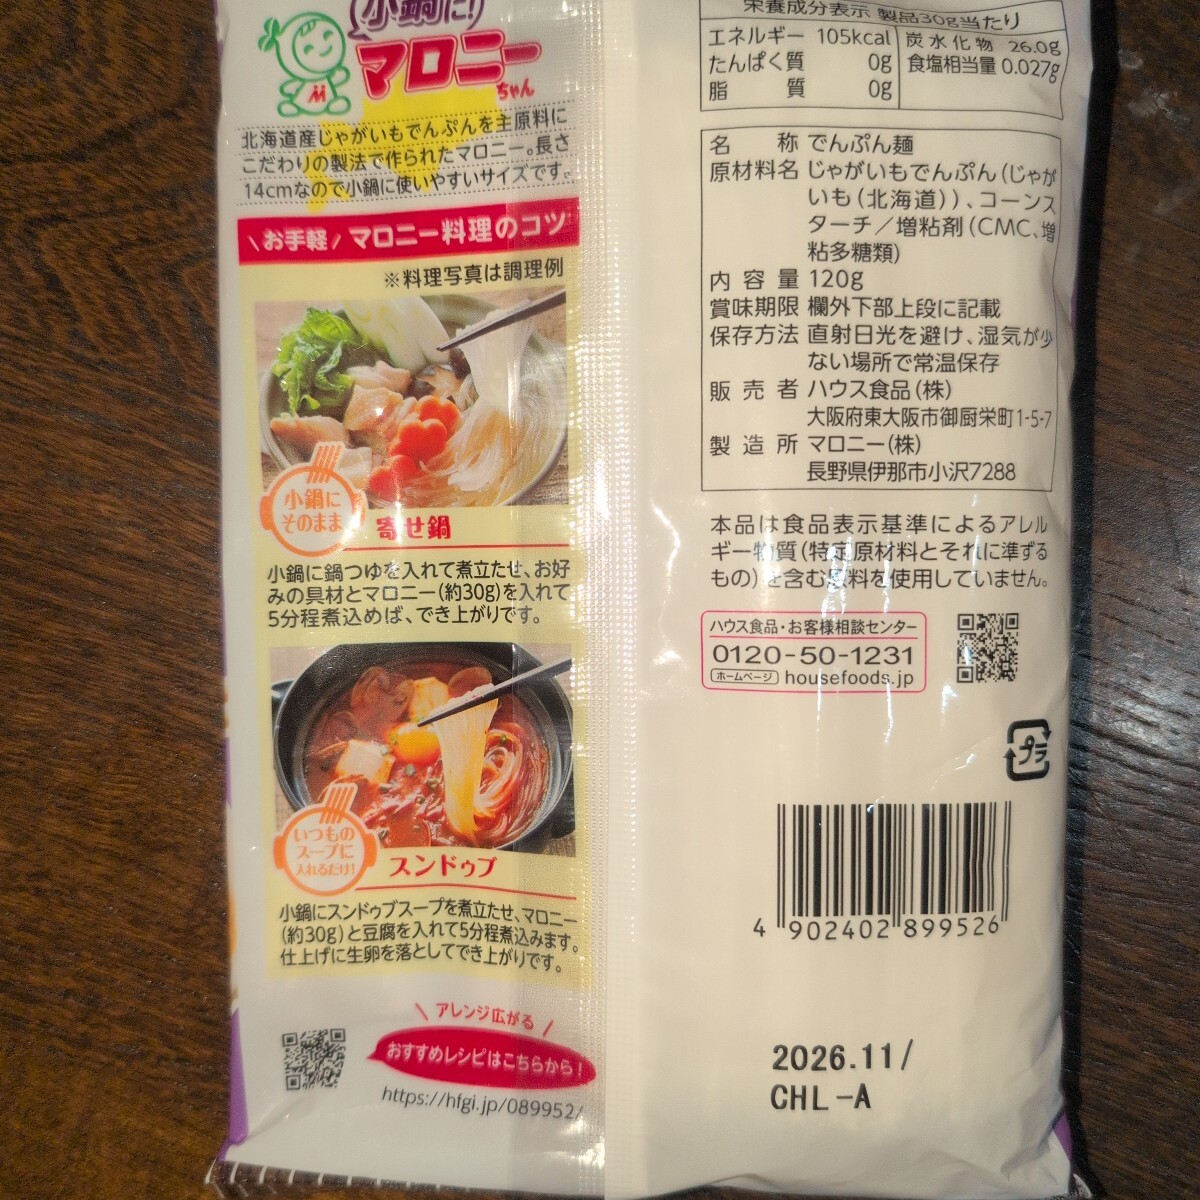 小鍋に!
マロニー
ちゃん
北海道産じゃがいもでんぷんを主原料に
こだわりの製法で作られたマロニー。長さ
14cmなので小鍋に使いやすいサイズです。
\お手軽/ マロニー料理のコツ
※料理写真は調理例
小鍋に
そのまま
寄せ鍋
小鍋に鍋つゆを入れて煮立たせ、お好
みの具材とマロニー(約30g)を入れて
5分程煮込めば、でき上がりです。
いつもの
スープに
入れるだけ!
スンドゥブ
小鍋にスンドゥブスープを煮立たせ、マロニー
(約30g)と豆腐を入れて5分程煮込みます。
仕上げに生卵を落としてでき上がりです。
\ アレンジ広がる /
おすすめレシピはこちらから!
https://hfgi.jp/089952/
栄養成分表示 製品30g当たり
エネルギー 105kcal
たんぱく質 0g
脂質 0g
炭水化物 26.0g
食塩相当量 0.027g
名称 でんぷん麺
原材料名 じゃがいもでんぷん(じゃが
いも(北海道))、コーンス
ターチ/増粘剤(CMC、増
粘多糖類)
内容量 120g
賞味期限 欄外下部上段に記載
保存方法 直射日光を避け、湿気が少
ない場所で常温保存
販売者 ハウス食品(株)
大阪府東大阪市御厨栄町1-5-7
製造所 マロニー(株)
長野県伊那市小沢7288
本品は食品表示基準によるアレル
ギー物質(特定原材料とそれに準ずる
もの)を含む原料を使用していません。
ハウス食品・お客様相談センター
0120-50-1231
ホームページ housefoods.jp
プラ
4 902402 899526
2026.11/
CHL-A